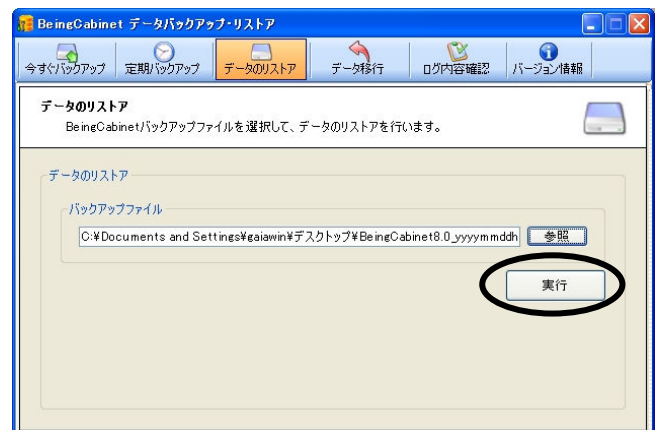 BeingCabinet データバックアップ・リストア
今すぐバックアップ 定期バックアップ データのリストア データ移行 ログ内容確認 バージョン情報
データのリストア
BeingCabinetバックアップファイルを選択して、データのリストアを行います。
データのリストア
バックアップファイル
C:¥Documents and Settings¥gaiawin¥デスクトップ¥BeingCabinet8.0_yyyymmddh 参照
実行